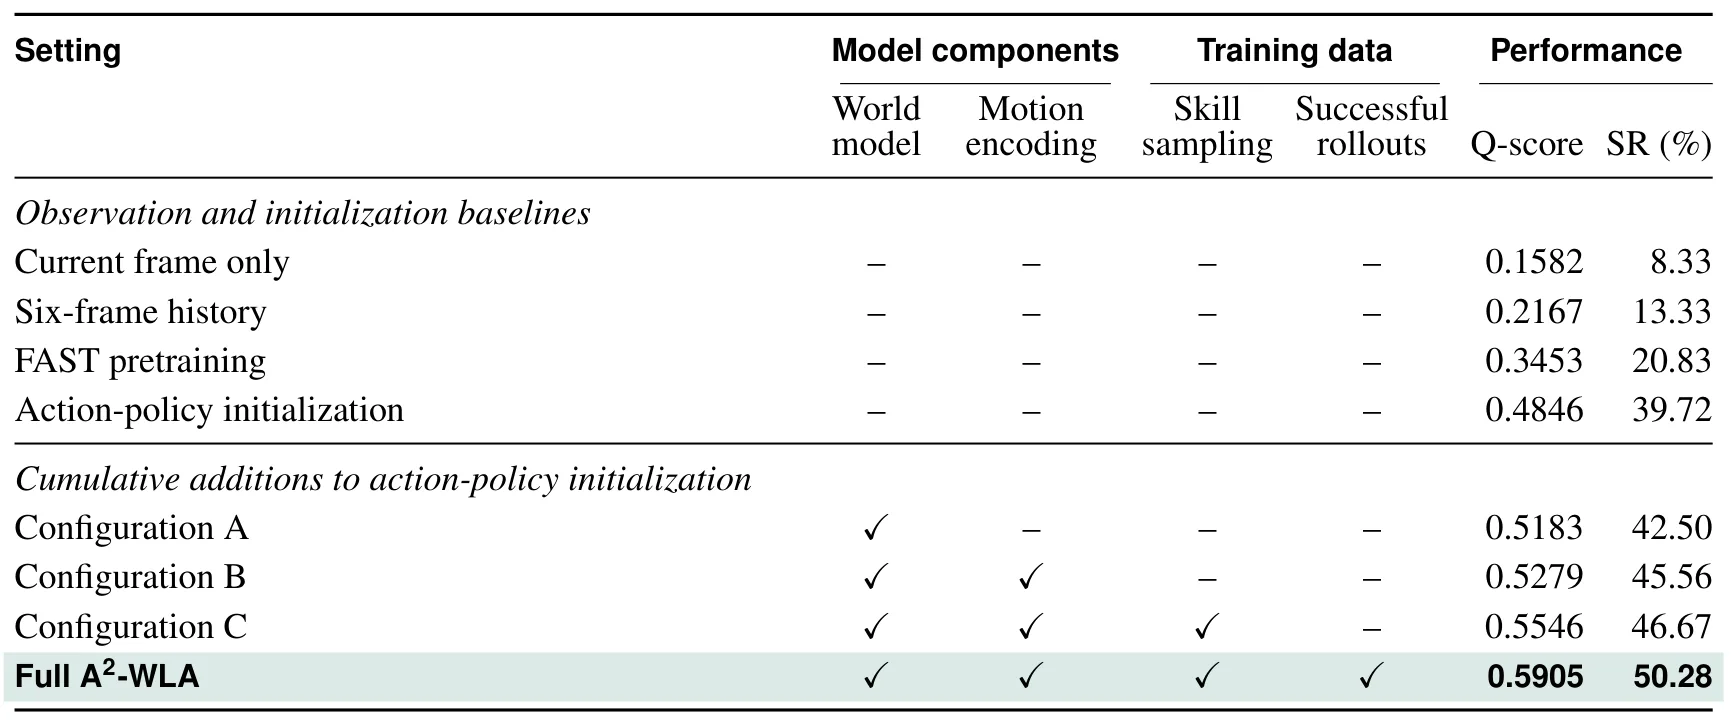 Setting Model components Training data Performance
World model Motion encoding Skill sampling Successful rollouts Q-score SR (%)
Observation and initialization baselines
Current frame only – – – – 0.1582 8.33
Six-frame history – – – – 0.2167 13.33
FAST pretraining – – – – 0.3453 20.83
Action-policy initialization – – – – 0.4846 39.72
Cumulative additions to action-policy initialization
Configuration A ✓ – – – 0.5183 42.50
Configuration B ✓ ✓ – – 0.5279 45.56
Configuration C ✓ ✓ ✓ – 0.5546 46.67
Full A²-WLA ✓ ✓ ✓ ✓ 0.5905 50.28